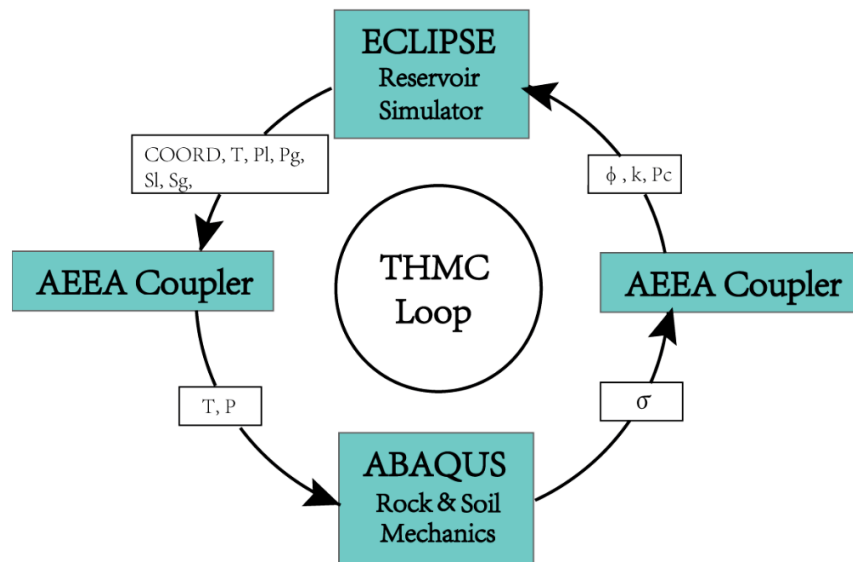 ECLIPSE
Reservoir
Simulator
COORD, T, Pl, Pg,
Sl, Sg,
ϕ, k, Pc
THMC
Loop
AEEA Coupler
AEEA Coupler
T, P
σ
ABAQUS
Rock & Soil
Mechanics